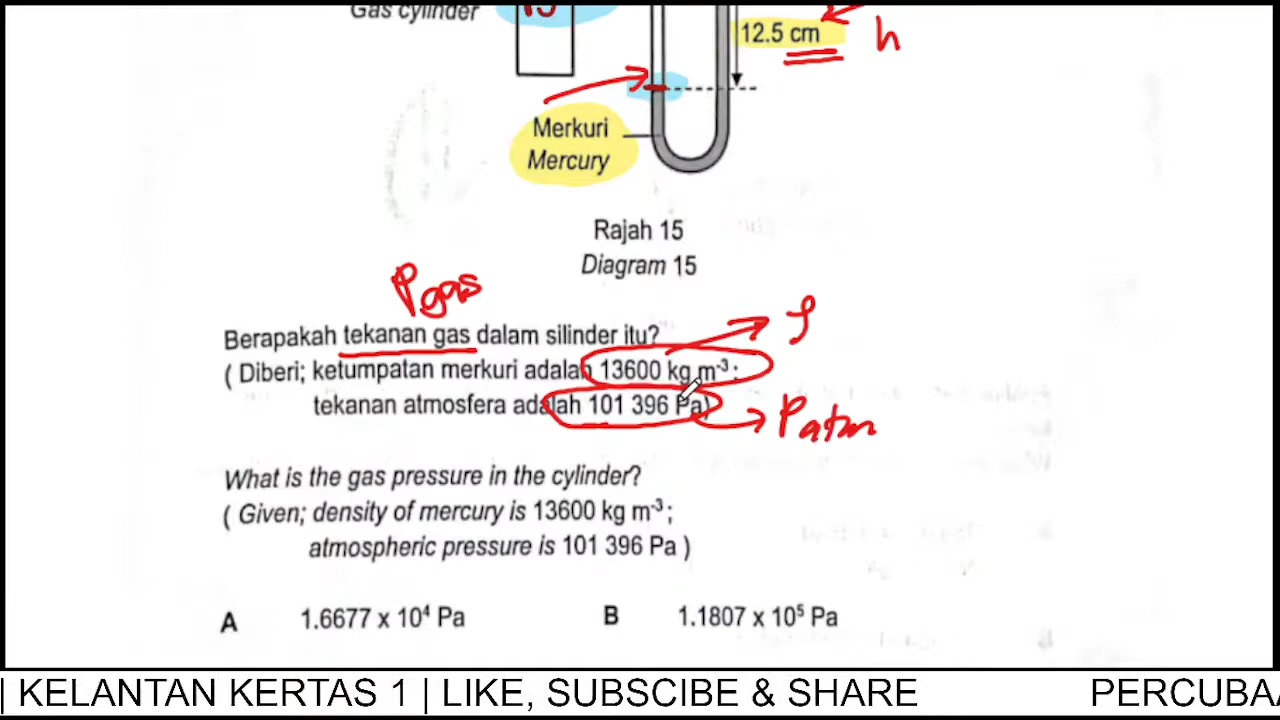 Gas cylinder
12.5 cm
h
Merkuri
Mercury
Rajah 15
Diagram 15
Pgas
Berapakah tekanan gas dalam silinder itu?
( Diberi; ketumpatan merkuri adalah 13600 kg m⁻³;
ρ
tekanan atmosfera adalah 101 396 Pa)
Patm
What is the gas pressure in the cylinder?
( Given; density of mercury is 13600 kg m⁻³;
atmospheric pressure is 101 396 Pa )
A 1.6677 x 10⁴ Pa B 1.1807 x 10⁵ Pa
| KELANTAN KERTAS 1 | LIKE, SUBSCIBE & SHARE PERCUBA